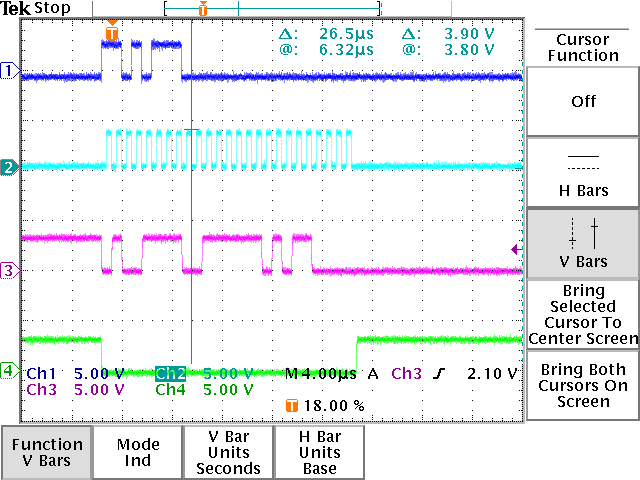 Tek Stop
T
T
Δ: 26.5µs Δ: 3.90 V
@: 6.32µs @: 3.80 V
1
2
3
4
Ch1 5.00 V Ch2 5.00 V M 4.00µs A Ch3 ʃ 2.10 V
Ch3 5.00 V Ch4 5.00 V
T 18.00 %
Cursor
Function
Off
H Bars
V Bars
Bring
Selected
Cursor To
Center Screen
Bring Both
Cursors On
Screen
Function
V Bars
Mode
Ind
V Bar
Units
Seconds
H Bar
Units
Base